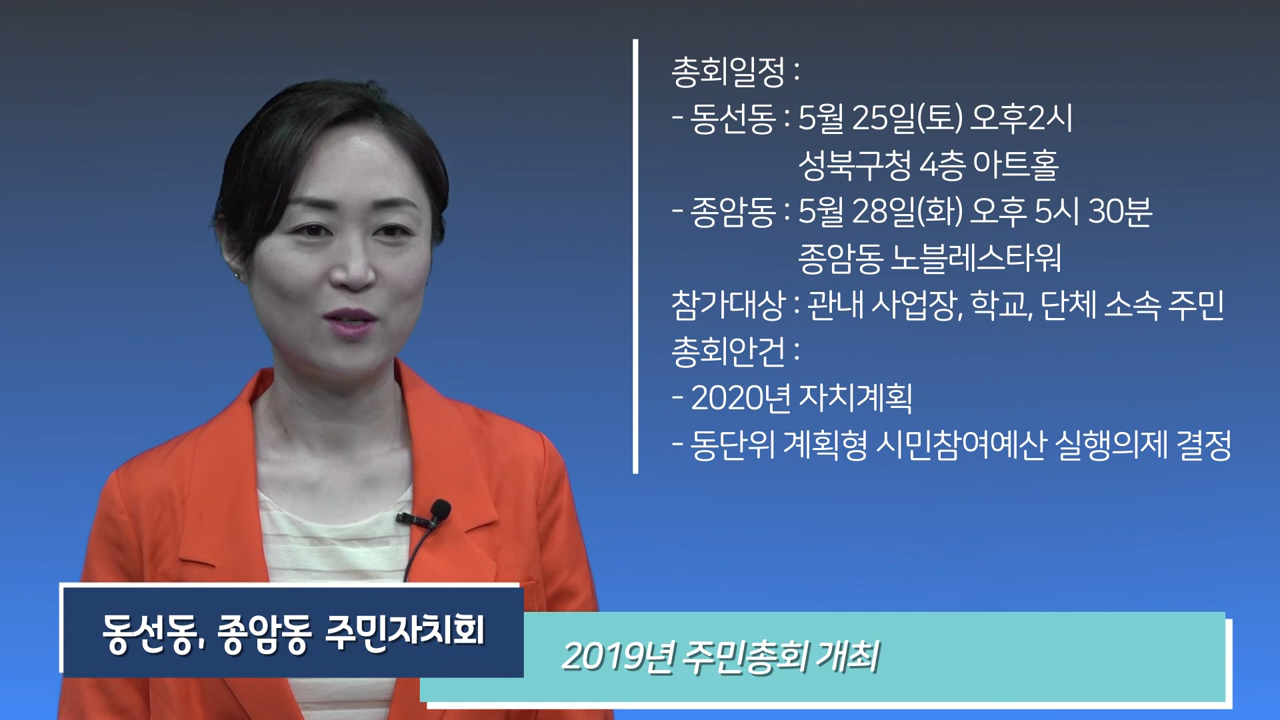 총회일정 :
- 동선동 : 5월 25일(토) 오후2시
성북구청 4층 아트홀
- 종암동 : 5월 28일(화) 오후 5시 30분
종암동 노블레스타워
참가대상 : 관내 사업장, 학교, 단체 소속 주민
총회안건 :
- 2020년 자치계획
- 동단위 계획형 시민참여예산 실행의제 결정
동선동, 종암동 주민자치회
2019년 주민총회 개최